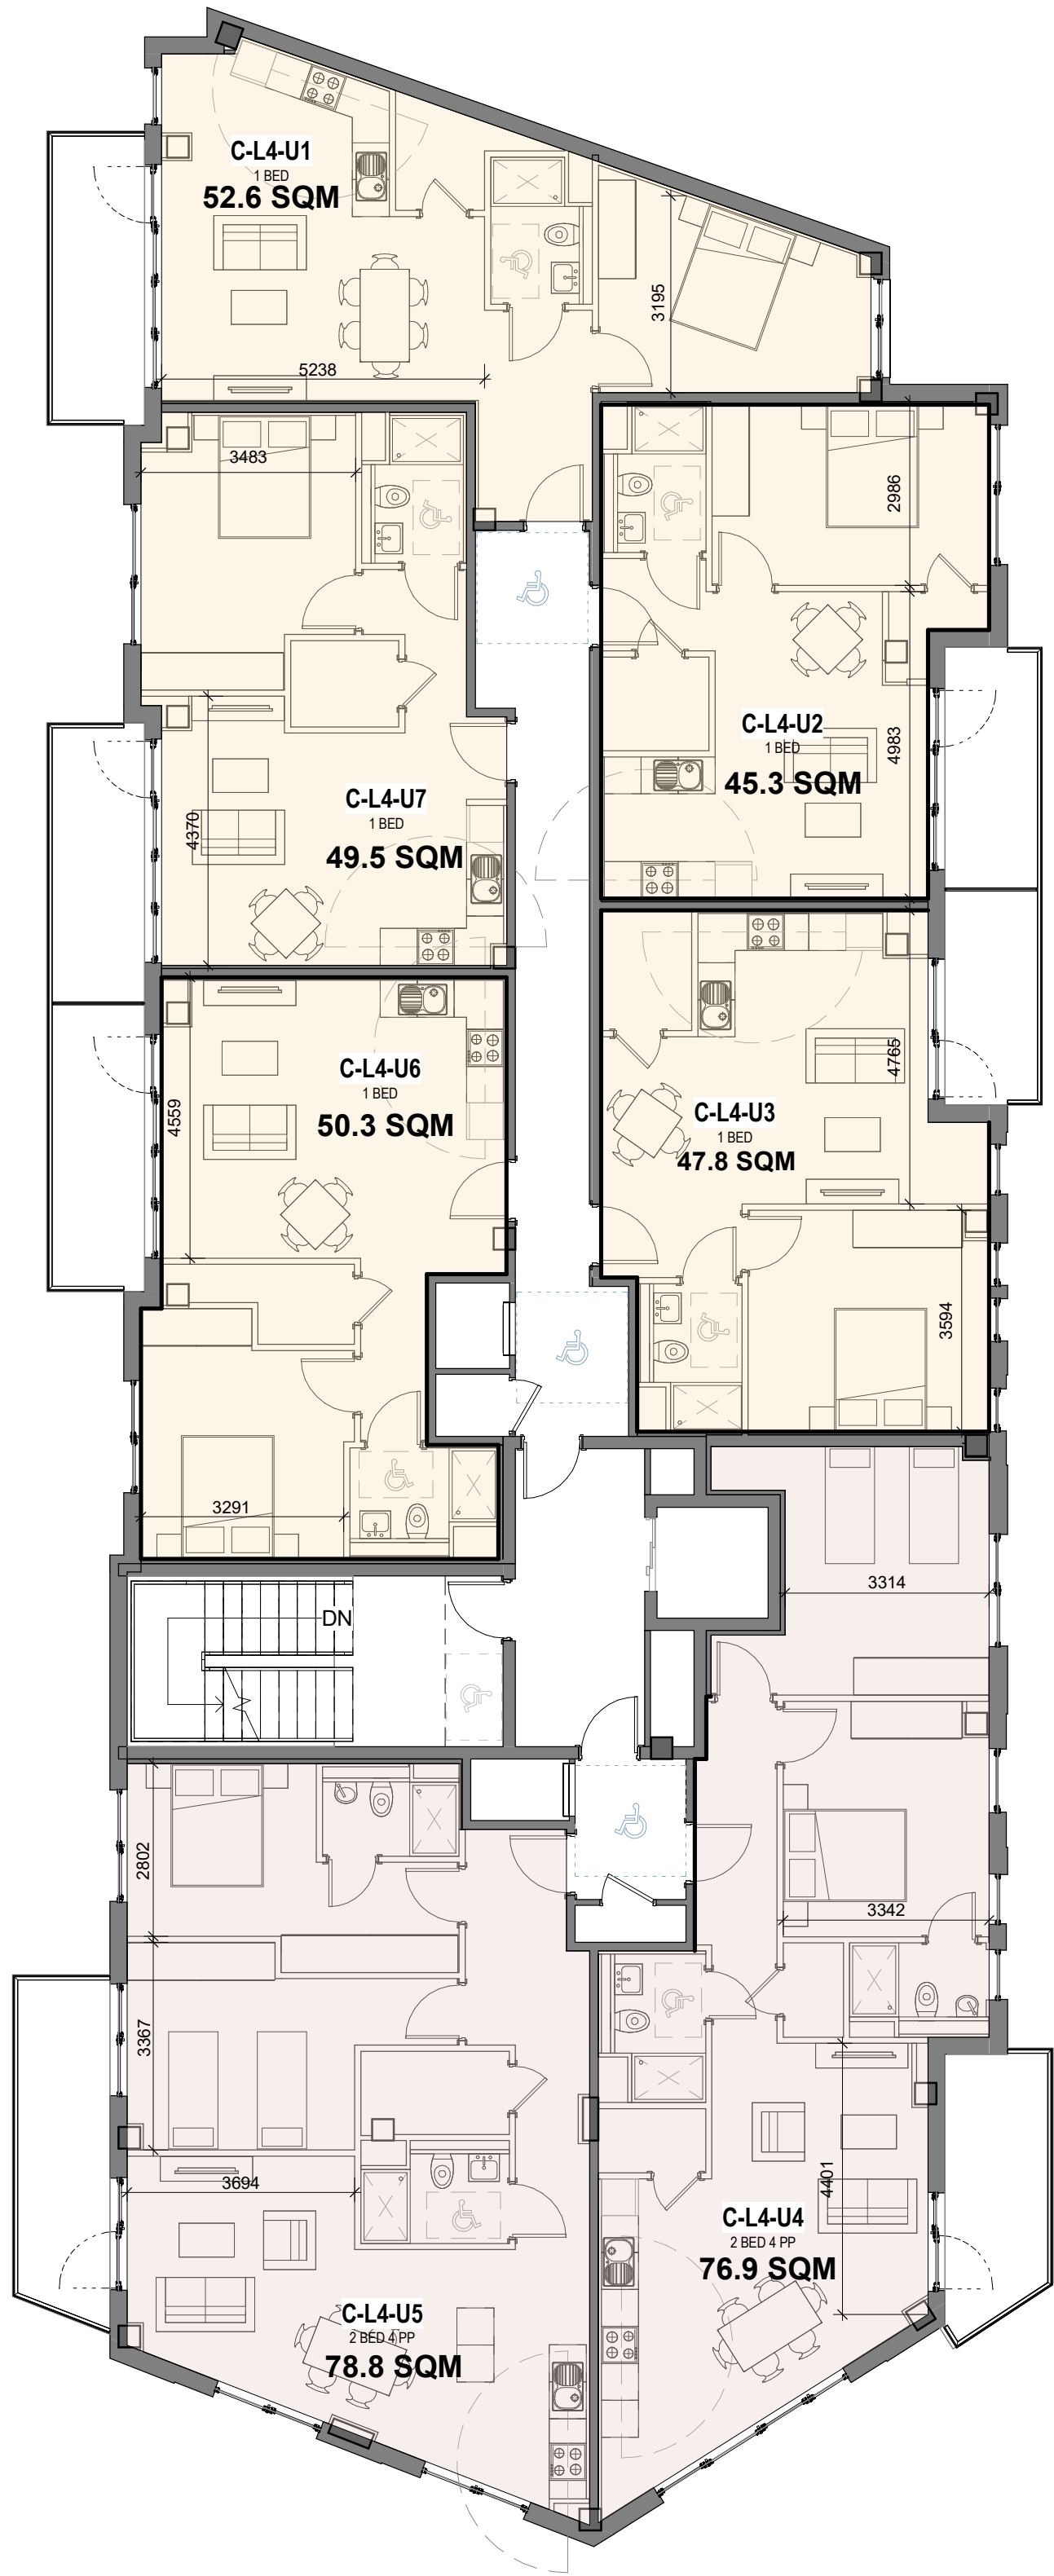 C-L4-U1
1 BED
52.6 SQM
3195
5238
3483
2986
C-L4-U2
1 BED
45.3 SQM
4983
C-L4-U7
1 BED
49.5 SQM
4370
C-L4-U6
1 BED
50.3 SQM
4559
4765
C-L4-U3
1 BED
47.8 SQM
3594
3291
3314
DN
2802
3342
3367
3694
4401
C-L4-U4
2 BED 4 PP
76.9 SQM
C-L4-U5
2 BED 4 PP
78.8 SQM